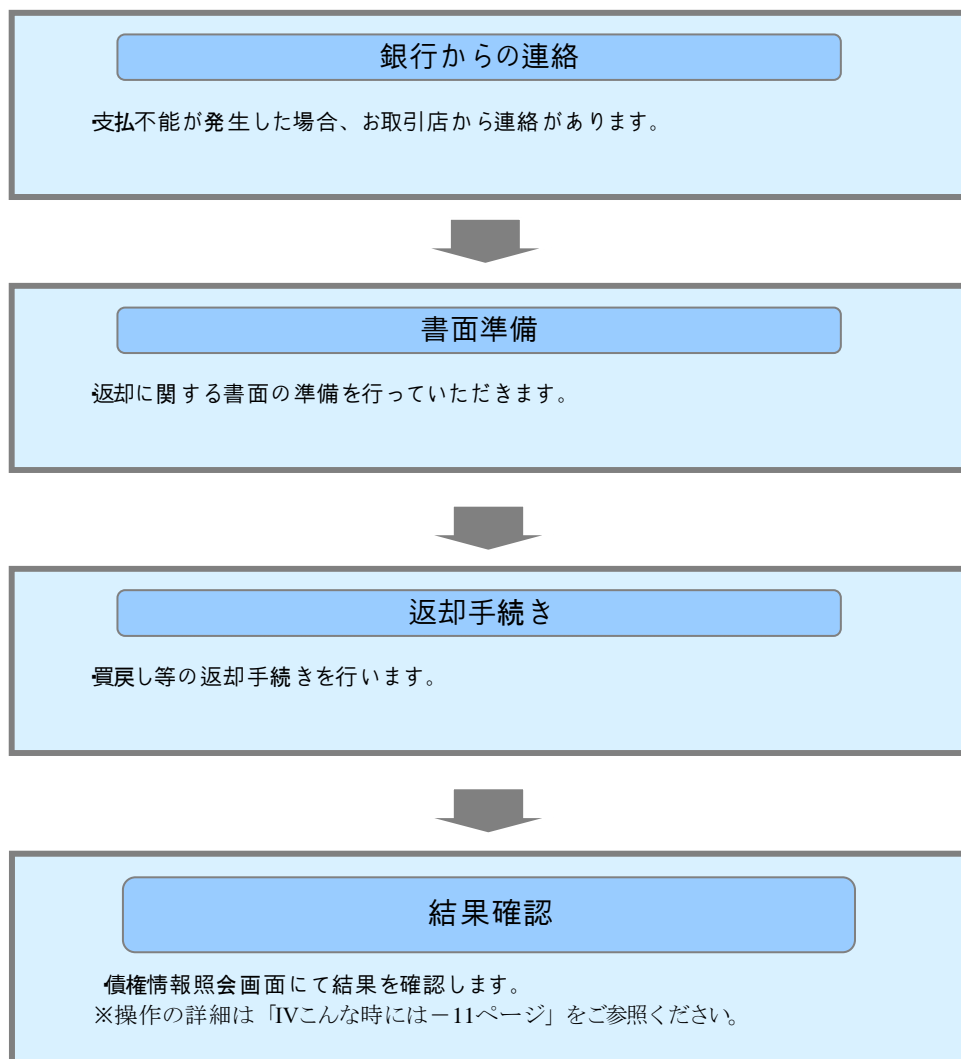 銀行からの連絡
・支払不能が発生した場合、お取引店から連絡があります。
書面準備
・返却に関する書面の準備を行っていただきます。
返却手続き
・買戻し等の返却手続きを行います。
結果確認
・債権情報照会画面にて結果を確認します。
※操作の詳細は「IVこんな時には－11ページ」をご参照ください。